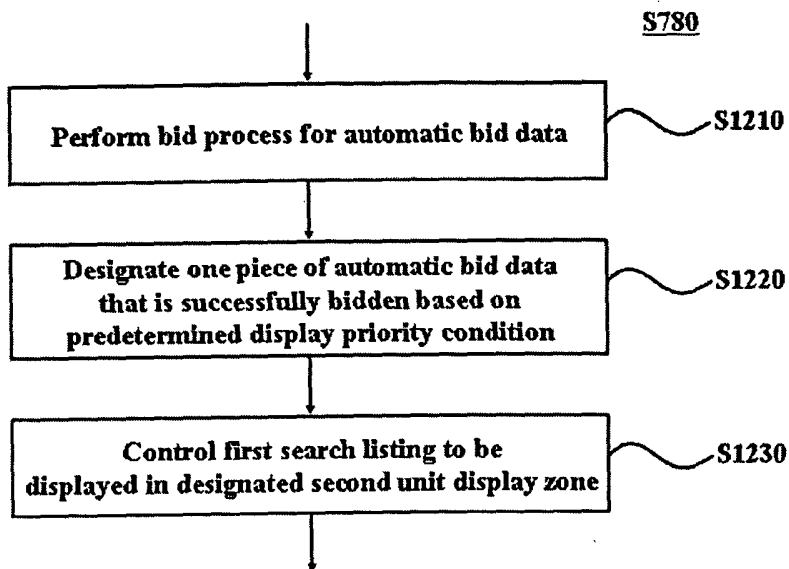 S780
Perform bid process for automatic bid data
S1210
Designate one piece of automatic bid data
that is successfully bidden based on
predetermined display priority condition
S1220
Control first search listing to be
displayed in designated second unit display zone
S1230